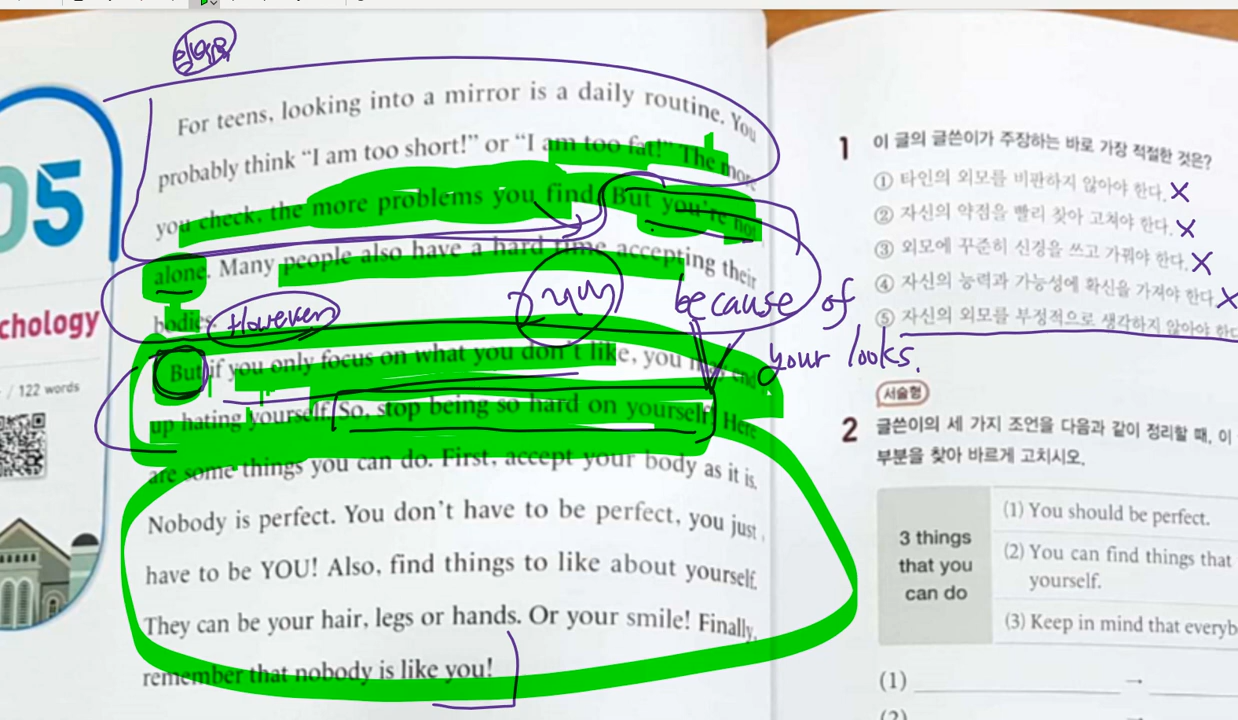 05
chology
/ 122 words
For teens, looking into a mirror is a daily routine. You
probably think “I am too short!” or “I am too fat!” The more
you check, the more problems you find. But you're not
alone. Many people also have a hard time accepting their
bodies.
However
because of
your looks.
But if you only focus on what you don't like, you may end
up hating yourself. So, stop being so hard on yourself! Here
are some things you can do. First, accept your body as it is.
Nobody is perfect. You don't have to be perfect, you just
have to be YOU! Also, find things to like about yourself.
They can be your hair, legs or hands. Or your smile! Finally,
remember that nobody is like you!
1 이 글의 글쓴이가 주장하는 바로 가장 적절한 것은?
① 타인의 외모를 비판하지 않아야 한다. X
② 자신의 약점을 빨리 찾아 고쳐야 한다. X
③ 외모에 꾸준히 신경을 쓰고 가꿔야 한다. X
④ 자신의 능력과 가능성에 확신을 가져야 한다 X
⑤ 자신의 외모를 부정적으로 생각하지 않아야 한다
서술형
2 글쓴이의 세 가지 조언을 다음과 같이 정리할 때, 이
부분을 찾아 바르게 고치시오.
3 things
that you
can do
(1) You should be perfect.
(2) You can find things that
yourself.
(3) Keep in mind that everyb
(1) →
(2)